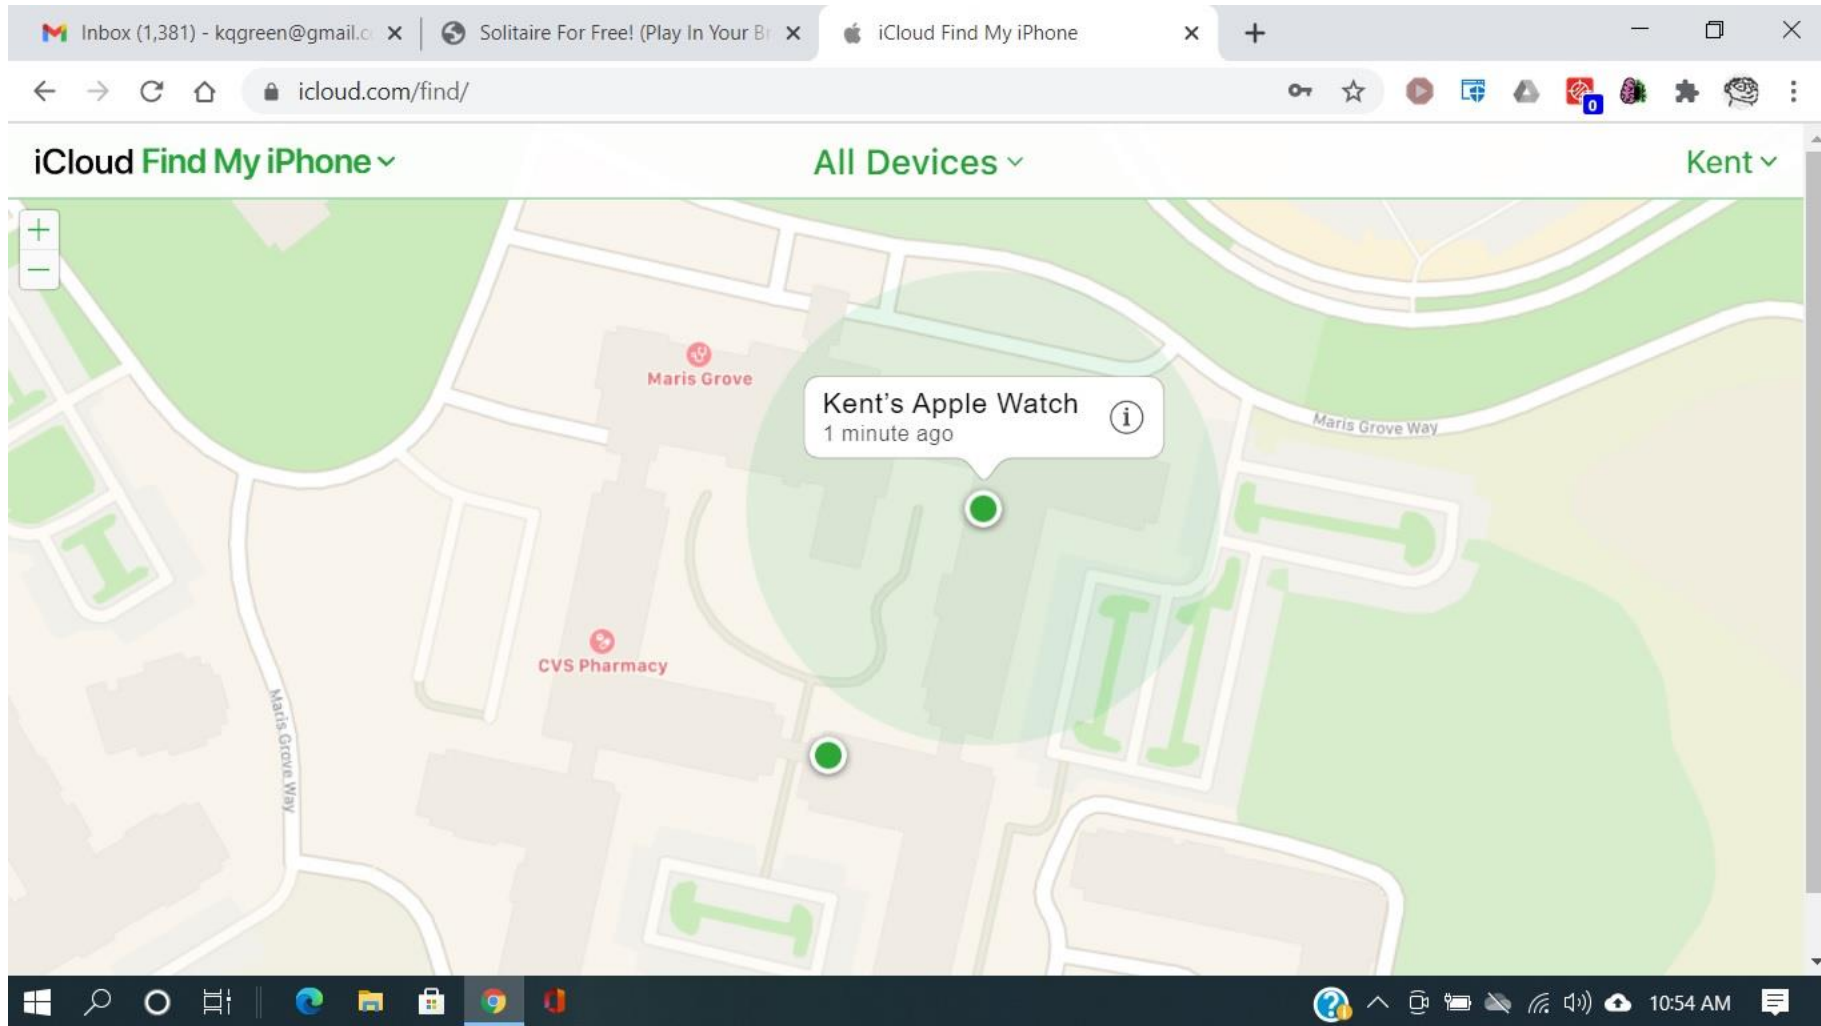 Inbox (1,381) - kqgreen@gmail.c
Solitaire For Free! (Play In Your Br
iCloud Find My iPhone
icloud.com/find/
0
iCloud Find My iPhone
All Devices
Kent
Maris Grove
Kent's Apple Watch
1 minute ago
i
Maris Grove Way
CVS Pharmacy
Maris Grove Way
10:54 AM